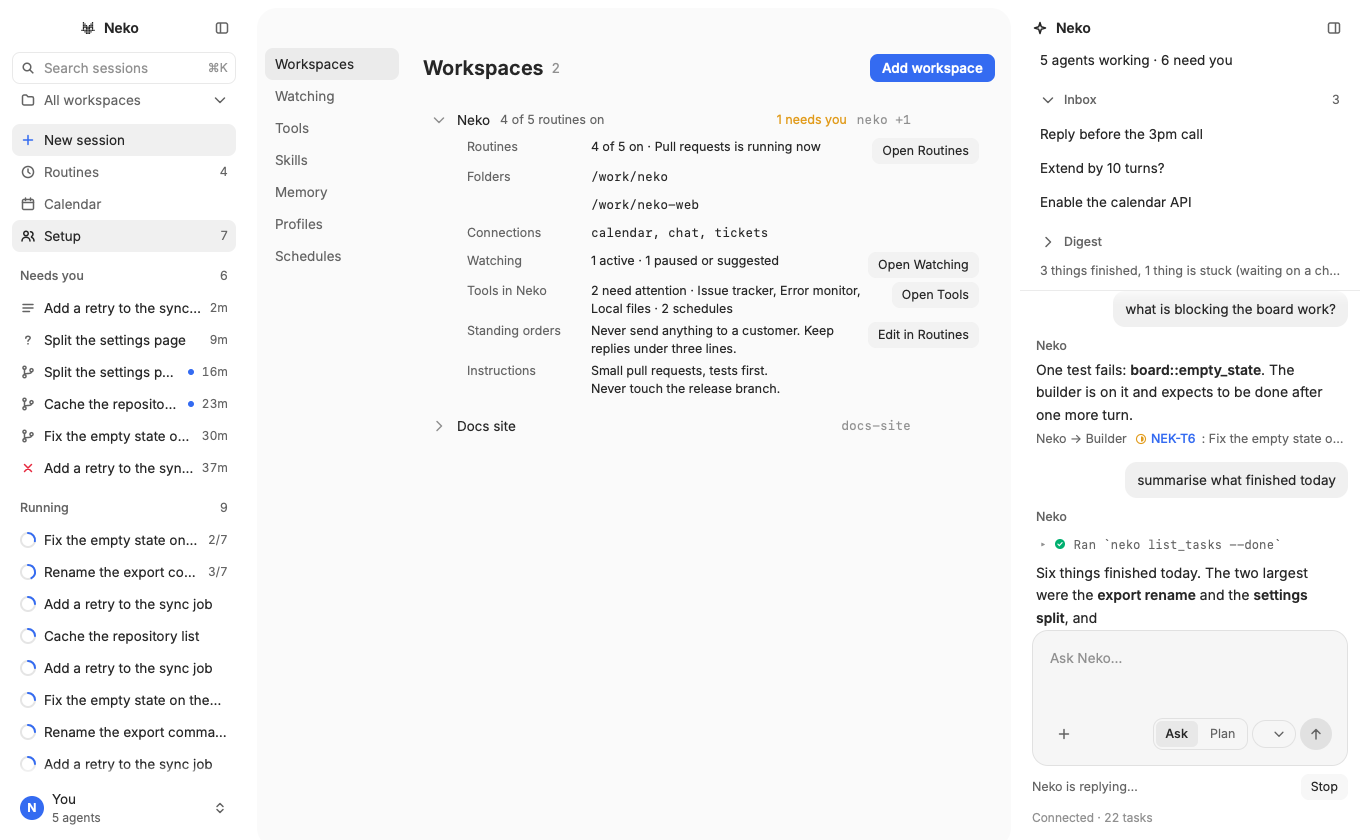 Neko
Search sessions
⌘K
All workspaces
New session
Routines 4
Calendar
Setup 7
Needs you 6
Add a retry to the sync... 2m
? Split the settings page 9m
Split the settings p... 16m
Cache the reposito... 23m
Fix the empty state o... 30m
Add a retry to the syn... 37m
Running 9
Fix the empty state on... 2/7
Rename the export co... 3/7
Add a retry to the sync job
Cache the repository list
Add a retry to the sync job
Fix the empty state on the...
Rename the export comma...
Add a retry to the sync job
N
You
5 agents
Workspaces
Watching
Tools
Skills
Memory
Profiles
Schedules
Workspaces 2
Add workspace
Neko 4 of 5 routines on 1 needs you neko +1
Routines 4 of 5 on · Pull requests is running now Open Routines
Folders /work/neko
/work/neko-web
Connections calendar, chat, tickets
Watching 1 active · 1 paused or suggested Open Watching
Tools in Neko 2 need attention · Issue tracker, Error monitor, Open Tools
Local files · 2 schedules
Standing orders Never send anything to a customer. Keep Edit in Routines
replies under three lines.
Instructions Small pull requests, tests first.
Never touch the release branch.
Docs site docs-site
Neko
5 agents working · 6 need you
Inbox 3
Reply before the 3pm call
Extend by 10 turns?
Enable the calendar API
Digest
3 things finished, 1 thing is stuck (waiting on a ch...
what is blocking the board work?
Neko
One test fails: board::empty_state. The
builder is on it and expects to be done after
one more turn.
Neko → Builder NEK-T6 : Fix the empty state o...
summarise what finished today
Neko
Ran `neko list_tasks --done`
Six things finished today. The two largest
were the export rename and the settings
split, and
Ask Neko...
Ask Plan
Neko is replying... Stop
Connected · 22 tasks